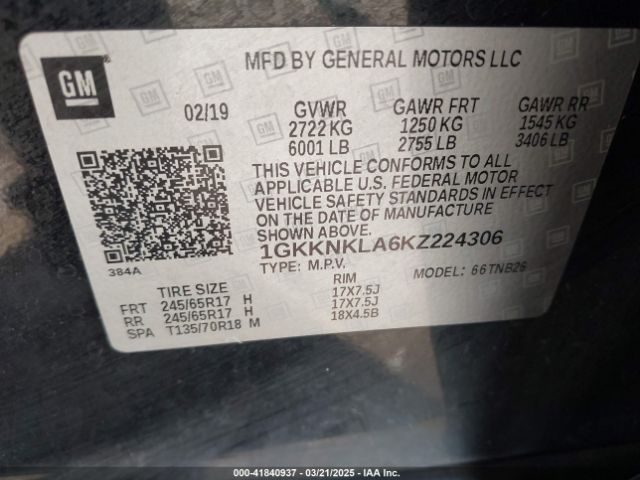 GM
MFD BY GENERAL MOTORS LLC
02/19 GVWR GAWR FRT GAWR RR
2722 KG 1250 KG 1545 KG
6001 LB 2755 LB 3406 LB
THIS VEHICLE CONFORMS TO ALL
APPLICABLE U.S. FEDERAL MOTOR
VEHICLE SAFETY STANDARDS IN EFFECT
ON THE DATE OF MANUFACTURE
SHOWN ABOVE.
1GKKNKLA6KZ224306
384A
TYPE: M.P.V. MODEL: 66TNB26
TIRE SIZE RIM
FRT 245/65R17 H 17X7.5J
RR 245/65R17 H 17X7.5J
SPA T135/70R18 M 18X4.5B
000-41840937 - 03/21/2025 - IAA Inc.